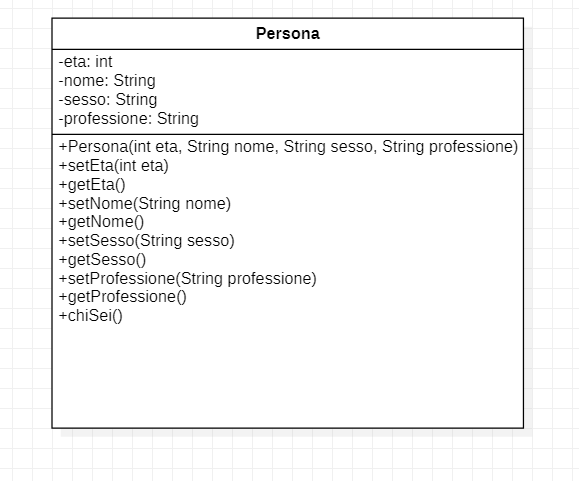 Persona
-eta: int
-nome: String
-sesso: String
-professione: String
+Persona(int eta, String nome, String sesso, String professione)
+setEta(int eta)
+getEta()
+setNome(String nome)
+getNome()
+setSesso(String sesso)
+getSesso()
+setProfessione(String professione)
+getProfessione()
+chiSei()